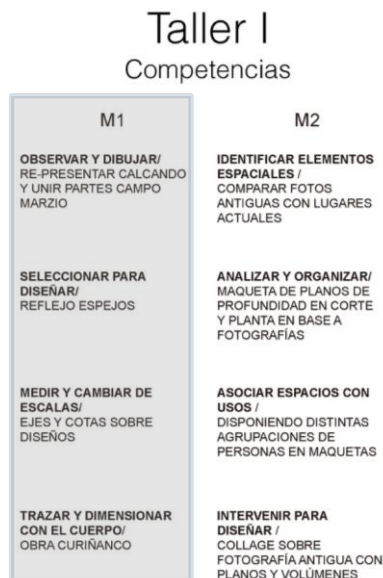 Taller I
Competencias
M1
OBSERVAR Y DIBUJAR/
RE-PRESENTAR CALCANDO
Y UNIR PARTES CAMPO
MARZIO
SELECCIONAR PARA
DISEÑAR/
REFLEJO ESPEJOS
MEDIR Y CAMBIAR DE
ESCALAS/
EJES Y COTAS SOBRE
DISEÑOS
TRAZAR Y DIMENSIONAR
CON EL CUERPO/
OBRA CURIÑANCO
M2
IDENTIFICAR ELEMENTOS
ESPACIALES /
COMPARAR FOTOS
ANTIGUAS CON LUGARES
ACTUALES
ANALIZAR Y ORGANIZAR/
MAQUETA DE PLANOS DE
PROFUNDIDAD EN CORTE
Y PLANTA EN BASE A
FOTOGRAFÍAS
ASOCIAR ESPACIOS CON
USOS /
DISPONIENDO DISTINTAS
AGRUPACIONES DE
PERSONAS EN MAQUETAS
INTERVENIR PARA
DISEÑAR /
COLLAGE SOBRE
FOTOGRAFÍA ANTIGUA CON
PLANOS Y VOLÚMENES